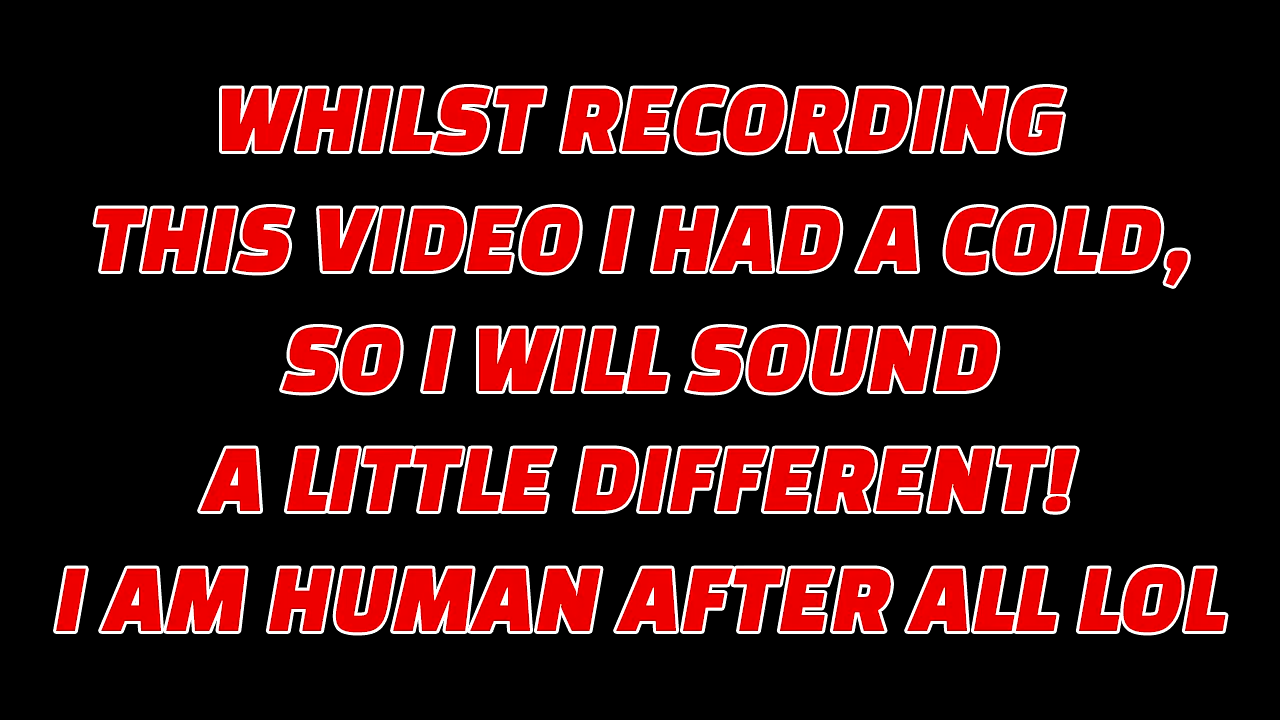 WHILST RECORDING
THIS VIDEO I HAD A COLD,
SO I WILL SOUND
A LITTLE DIFFERENT!
I AM HUMAN AFTER ALL LOL